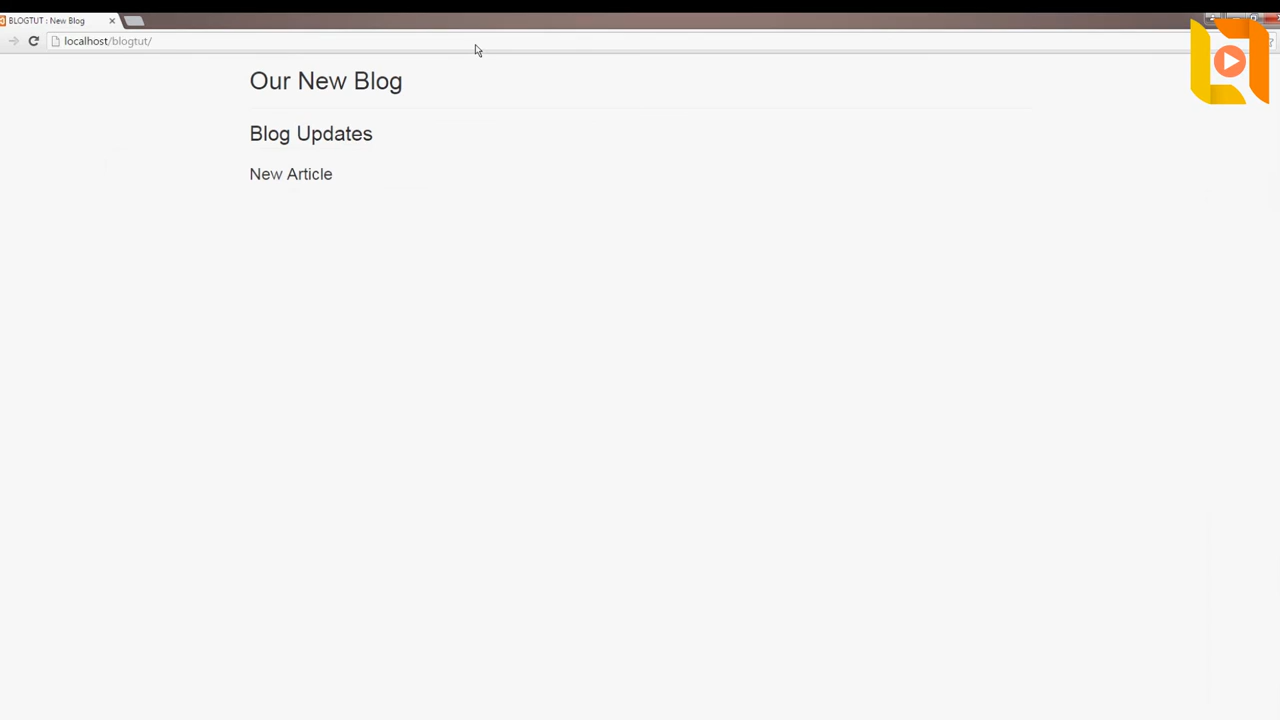 BLOGTUT : New Blog
localhost/blogtut/
Our New Blog
Blog Updates
New Article